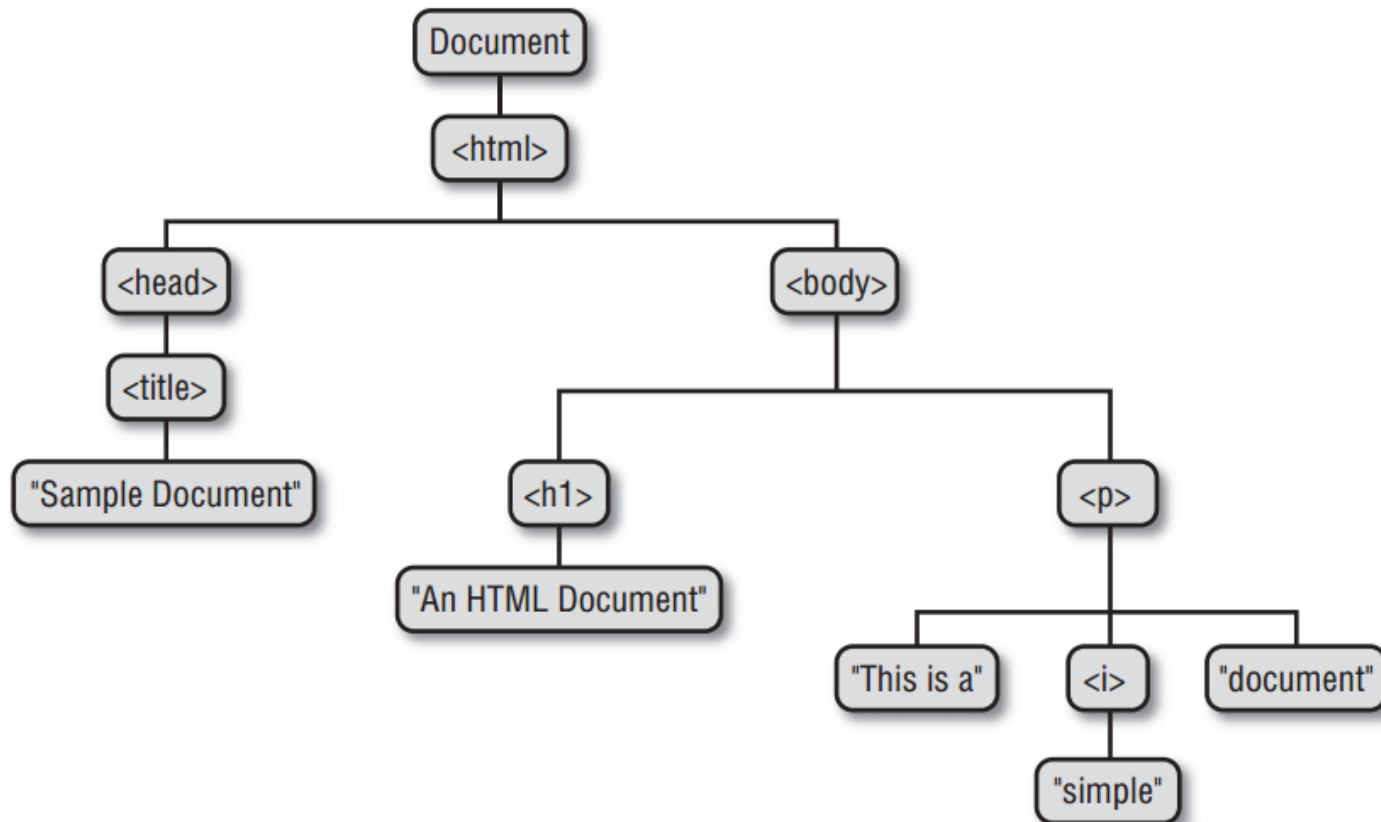 Document
<html>
<head>
<body>
<title>
"Sample Document"
<h1>
<p>
"An HTML Document"
"This is a"
<i>
"document"
"simple"